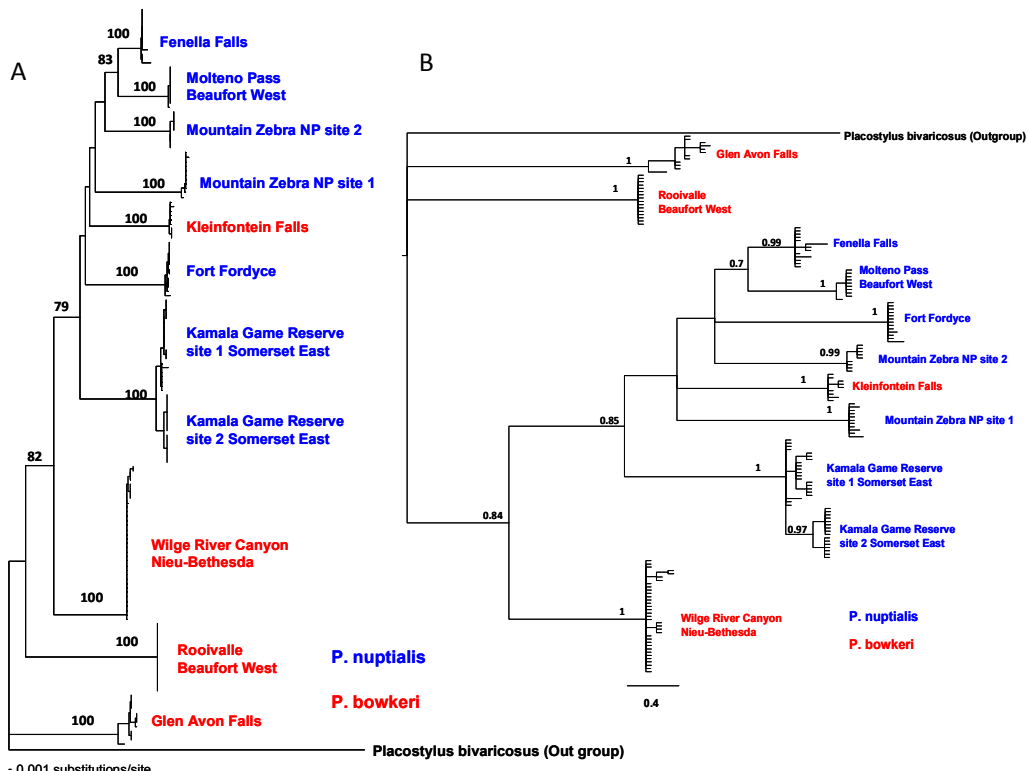 A
100
Fenella Falls
83
100
Molteno Pass
Beaufort West
100
Mountain Zebra NP site 2
100
Mountain Zebra NP site 1
100
Kleinfontein Falls
100
Fort Fordyce
79
Kamala Game Reserve
site 1 Somerset East
100
Kamala Game Reserve
site 2 Somerset East
82
Wilge River Canyon
Nieu-Bethesda
100
100
Rooivalle
Beaufort West
P. nuptialis
P. bowkeri
100
Glen Avon Falls
Placostylus bivaricosus (Out group)
- 0.001 substitutions/site
B
Placostylus bivaricosus (Outgroup)
1
Glen Avon Falls
1
Rooivalle
Beaufort West
0.99
Fenella Falls
0.7
1
Molteno Pass
Beaufort West
1
Fort Fordyce
0.99
Mountain Zebra NP site 2
1
Kleinfontein Falls
1
Mountain Zebra NP site 1
0.85
1
Kamala Game Reserve
site 1 Somerset East
0.97
Kamala Game Reserve
site 2 Somerset East
0.84
1
Wilge River Canyon
Nieu-Bethesda
P. nuptialis
P. bowkeri
0.4